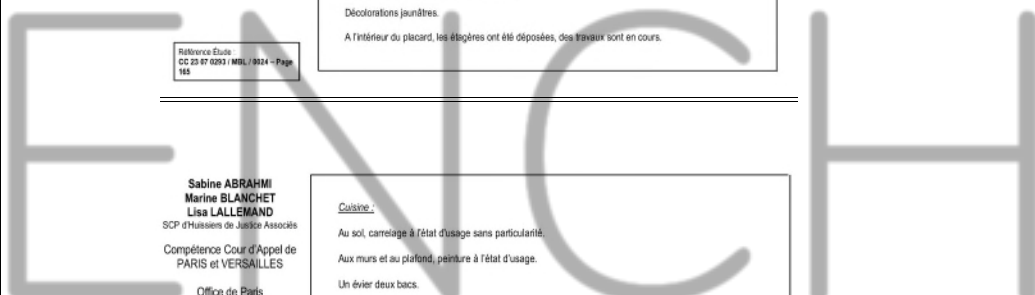 Décolorations jaunâtres.
A l'intérieur du placard, les étagères ont été déposées, des travaux sont en cours.
Référence Étude :
CC 23 07 0293 / MBL / 0024 – Page
165
Sabine ABRAHMI
Marine BLANCHET
Lisa LALLEMAND
SCP d'Huissiers de Justice Associés
Compétence Cour d'Appel de
PARIS et VERSAILLES
Office de Paris
Cuisine :
Au sol, carrelage à l'état d'usage sans particularité.
Aux murs et au plafond, peinture à l'état d'usage.
Un évier deux bacs.
ENCH